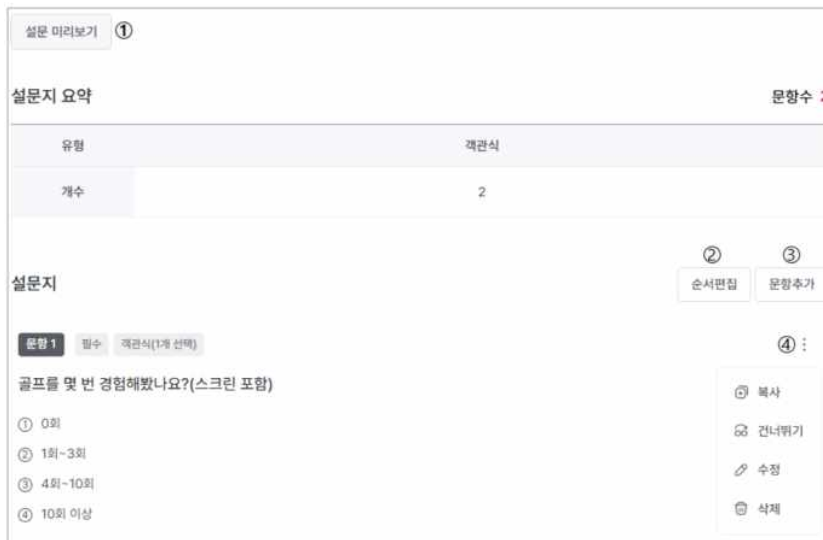 설문 미리보기 ①
설문지 요약 문항수
유형 객관식
개수 2
② ③
설문지 순서편집 문항추가
문항 1 필수 객관식(1개 선택) ④
골프를 몇 번 경험해봤나요?(스크린 포함)
복사
① 0회
건너뛰기
② 1회~3회
수정
③ 4회~10회
삭제
④ 10회 이상